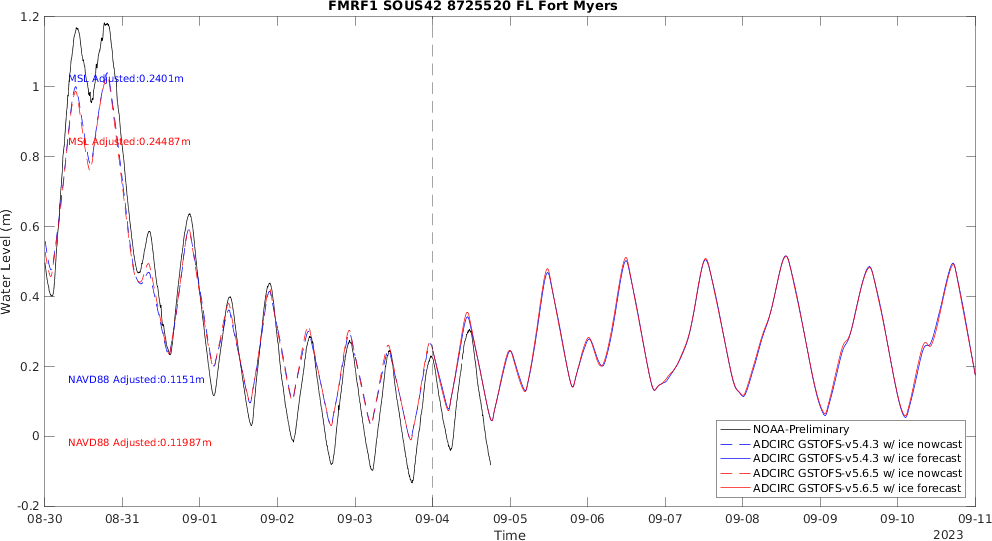 FMRF1 SOUS42 8725520 FL Fort Myers
1.2
1
0.8
0.6
0.4
0.2
0
-0.2
Water Level (m)
MSL Adjusted:0.2401m
MSL Adjusted:0.24487m
NAVD88 Adjusted:0.1151m
NAVD88 Adjusted:0.11987m
NOAA-Preliminary
ADCIRC GSTOFS-v5.4.3 w/ ice nowcast
ADCIRC GSTOFS-v5.4.3 w/ ice forecast
ADCIRC GSTOFS-v5.6.5 w/ ice nowcast
ADCIRC GSTOFS-v5.6.5 w/ ice forecast
08-30 08-31 09-01 09-02 09-03 09-04 09-05 09-06 09-07 09-08 09-09 09-10 09-11
Time
2023